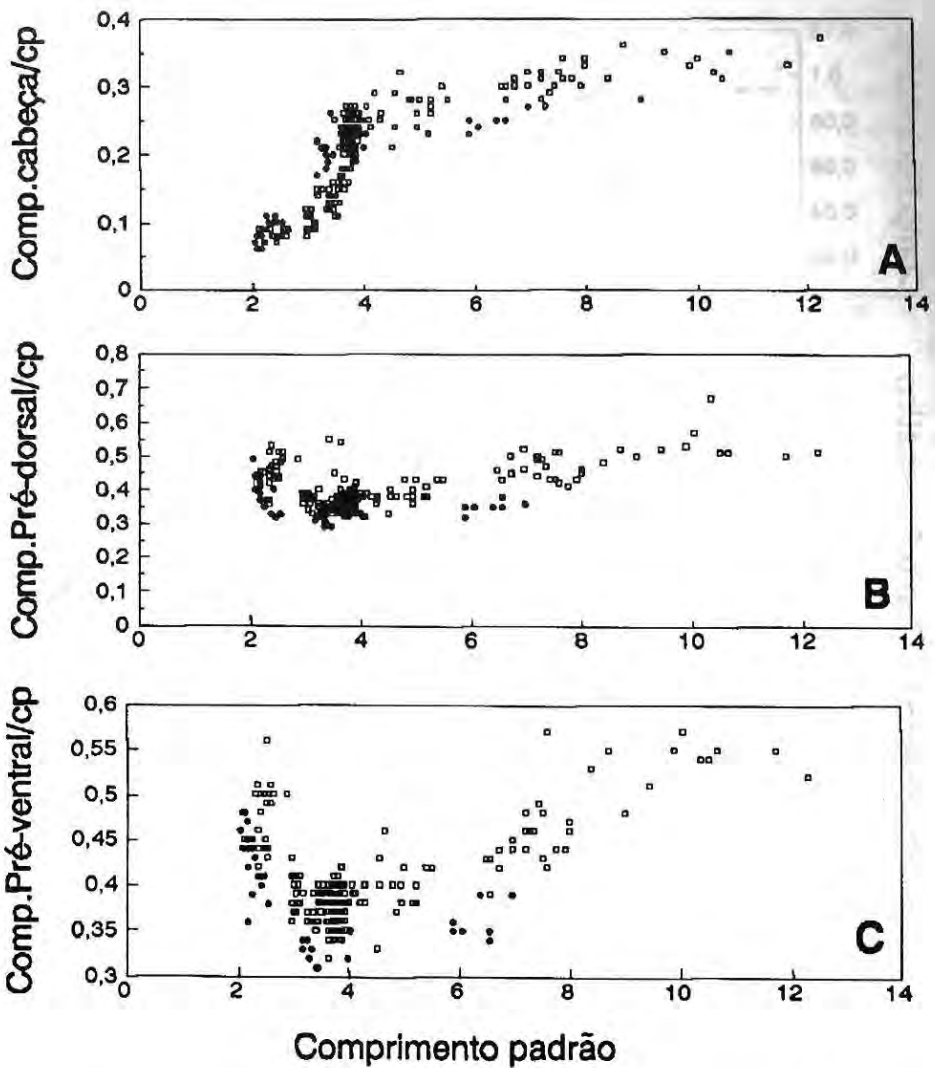 Comp.cabeça/cp
0,4
0,3
0,2
0,1
0
0 2 4 6 8 10 12 14
A
Comp.Pré-dorsal/cp
0,8
0,7
0,6
0,5
0,4
0,3
0,2
0,1
0
0 2 4 6 8 10 12 14
B
Comp.Pré-ventral/cp
0,6
0,55
0,5
0,45
0,4
0,35
0,3
0 2 4 6 8 10 12 14
C
Comprimento padrão